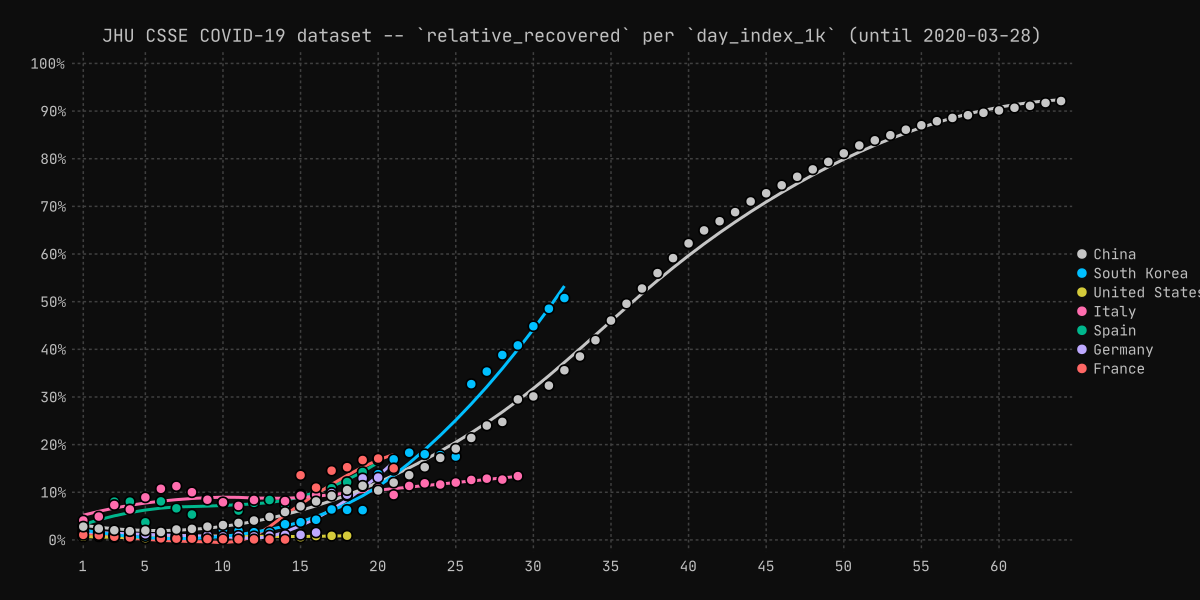 JHU CSSE COVID-19 dataset -- `relative_recovered` per `day_index_1k` (until 2020-03-28)
100%
90%
80%
70%
60%
50%
40%
30%
20%
10%
0%
1 5 10 15 20 25 30 35 40 45 50 55 60
China
South Korea
United States
Italy
Spain
Germany
France